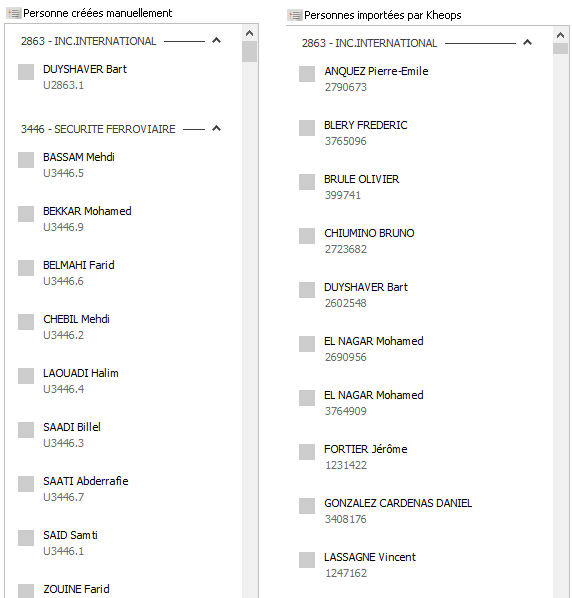 Personne créées manuellement
2863 - INC.INTERNATIONAL
DUYSHAVER Bart
U2863.1
3446 - SECURITE FERROVIAIRE
BASSAM Mehdi
U3446.5
BEKKAR Mohamed
U3446.9
BELMAHI Farid
U3446.6
CHEBIL Mehdi
U3446.2
LAOUADI Halim
U3446.4
SAADI Billel
U3446.3
SAATI Abderrafie
U3446.7
SAID Samti
U3446.1
ZOUINE Farid
Personnes importées par Kheops
2863 - INC.INTERNATIONAL
ANQUEZ Pierre-Emile
2790673
BLERY FREDERIC
3765096
BRULE OLIVIER
399741
CHIUMINO BRUNO
2723682
DUYSHAVER Bart
2602548
EL NAGAR Mohamed
2690956
EL NAGAR Mohamed
3764909
FORTIER Jérôme
1231422
GONZALEZ CARDENAS DANIEL
3408176
LASSAGNE Vincent
1247162